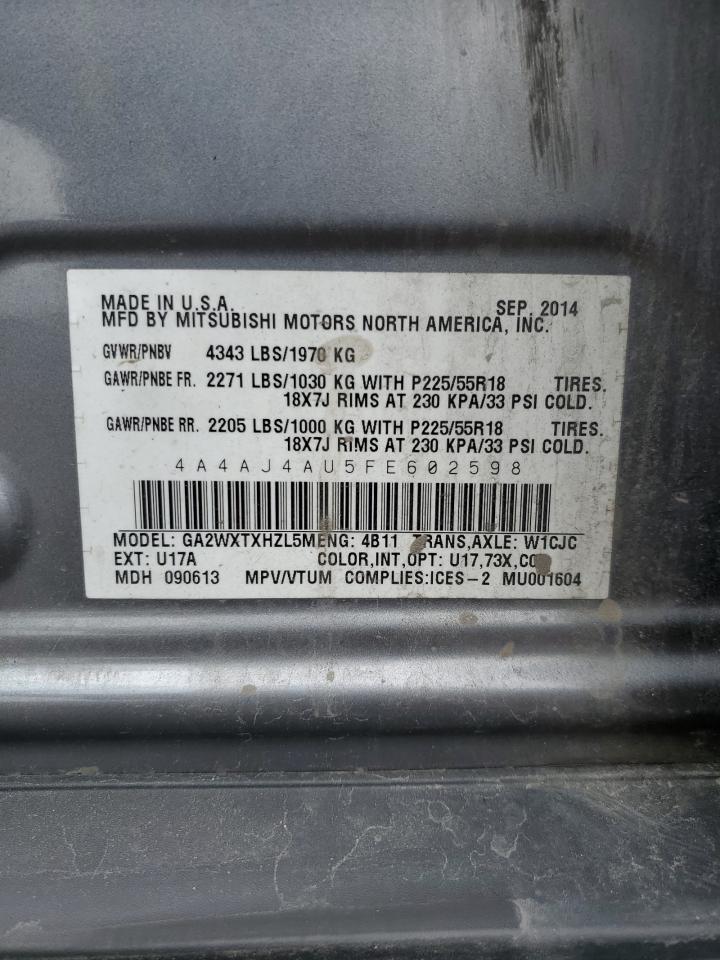 MADE IN U.S.A. SEP. 2014
MFD BY MITSUBISHI MOTORS NORTH AMERICA, INC.
GVWR/PNBV 4343 LBS/1970 KG
GAWR/PNBE FR. 2271 LBS/1030 KG WITH P225/55R18 TIRES.
18X7J RIMS AT 230 KPA/33 PSI COLD.
GAWR/PNBE RR. 2205 LBS/1000 KG WITH P225/55R18 TIRES.
18X7J RIMS AT 230 KPA/33 PSI COLD.
4A4AJ4AU5FE602598
MODEL: GA2WXTXHZL5MENG: 4B11 TRANS,AXLE: W1CJC
EXT: U17A COLOR,INT,OPT: U17,73X,
MDH 090613 MPV/VTUM COMPLIES:ICES-2 MU001604